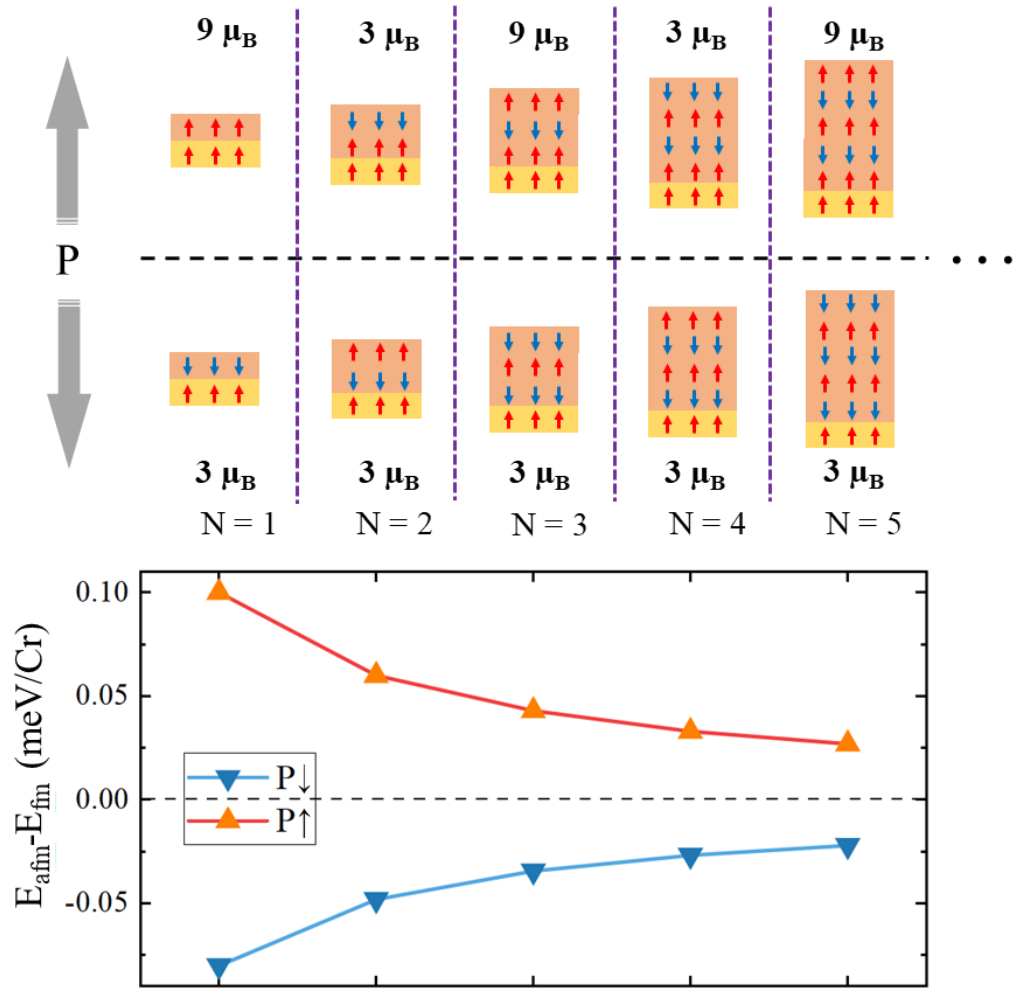 9 μB 3 μB 9 μB 3 μB 9 μB
P
. . .
3 μB 3 μB 3 μB 3 μB 3 μB
N = 1 N = 2 N = 3 N = 4 N = 5
Eafm-Efm (meV/Cr)
0.10
0.05
0.00
-0.05
P↓
P↑